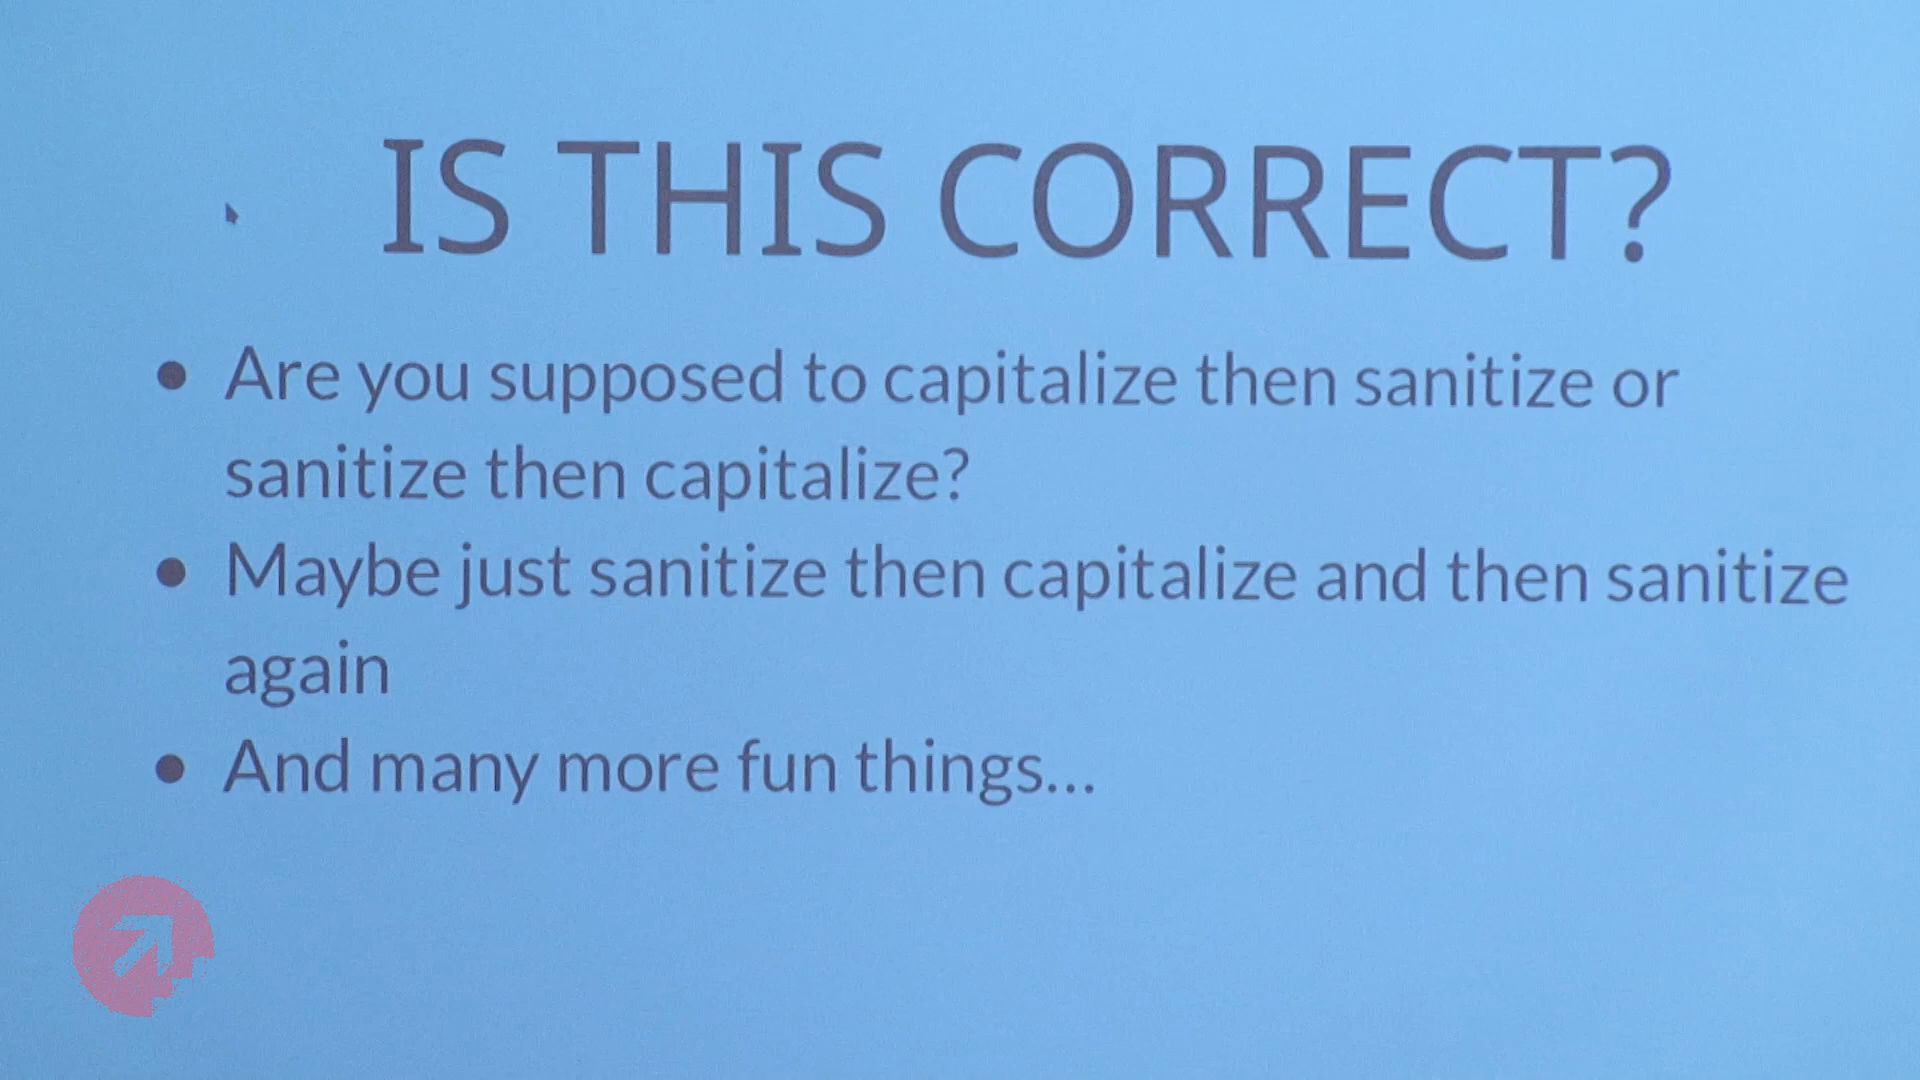 IS THIS CORRECT?
● Are you supposed to capitalize then sanitize or
sanitize then capitalize?
● Maybe just sanitize then capitalize and then sanitize
again
● And many more fun things...